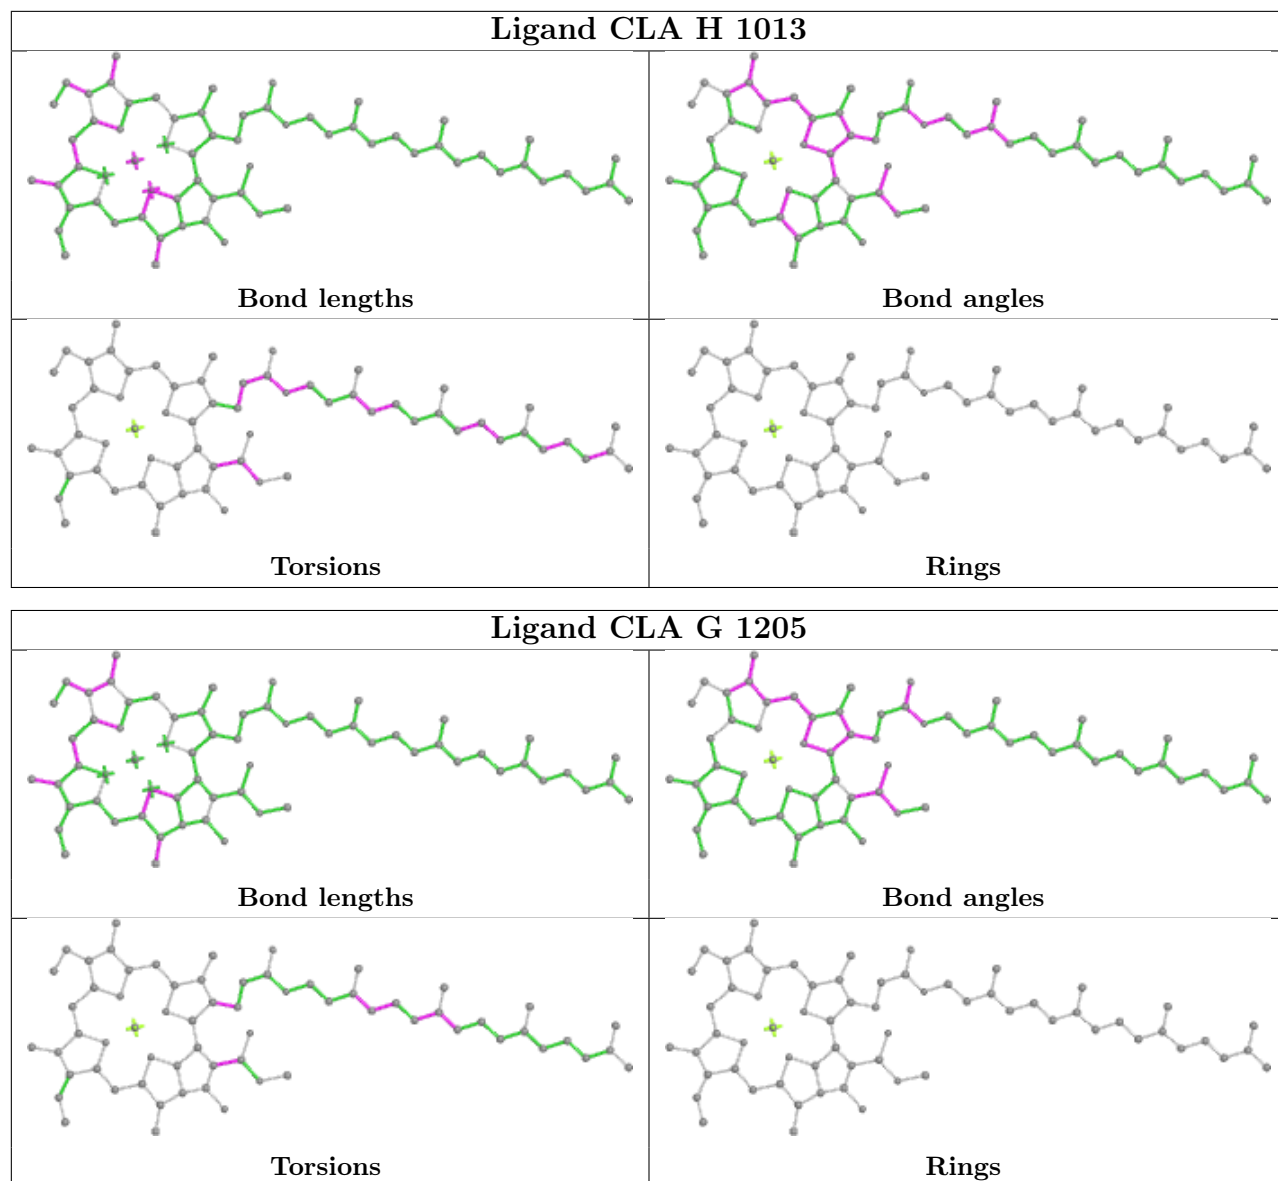 Ligand CLA H 1013
Bond lengths
Bond angles
Torsions
Rings
Ligand CLA G 1205
Bond lengths
Bond angles
Torsions
Rings